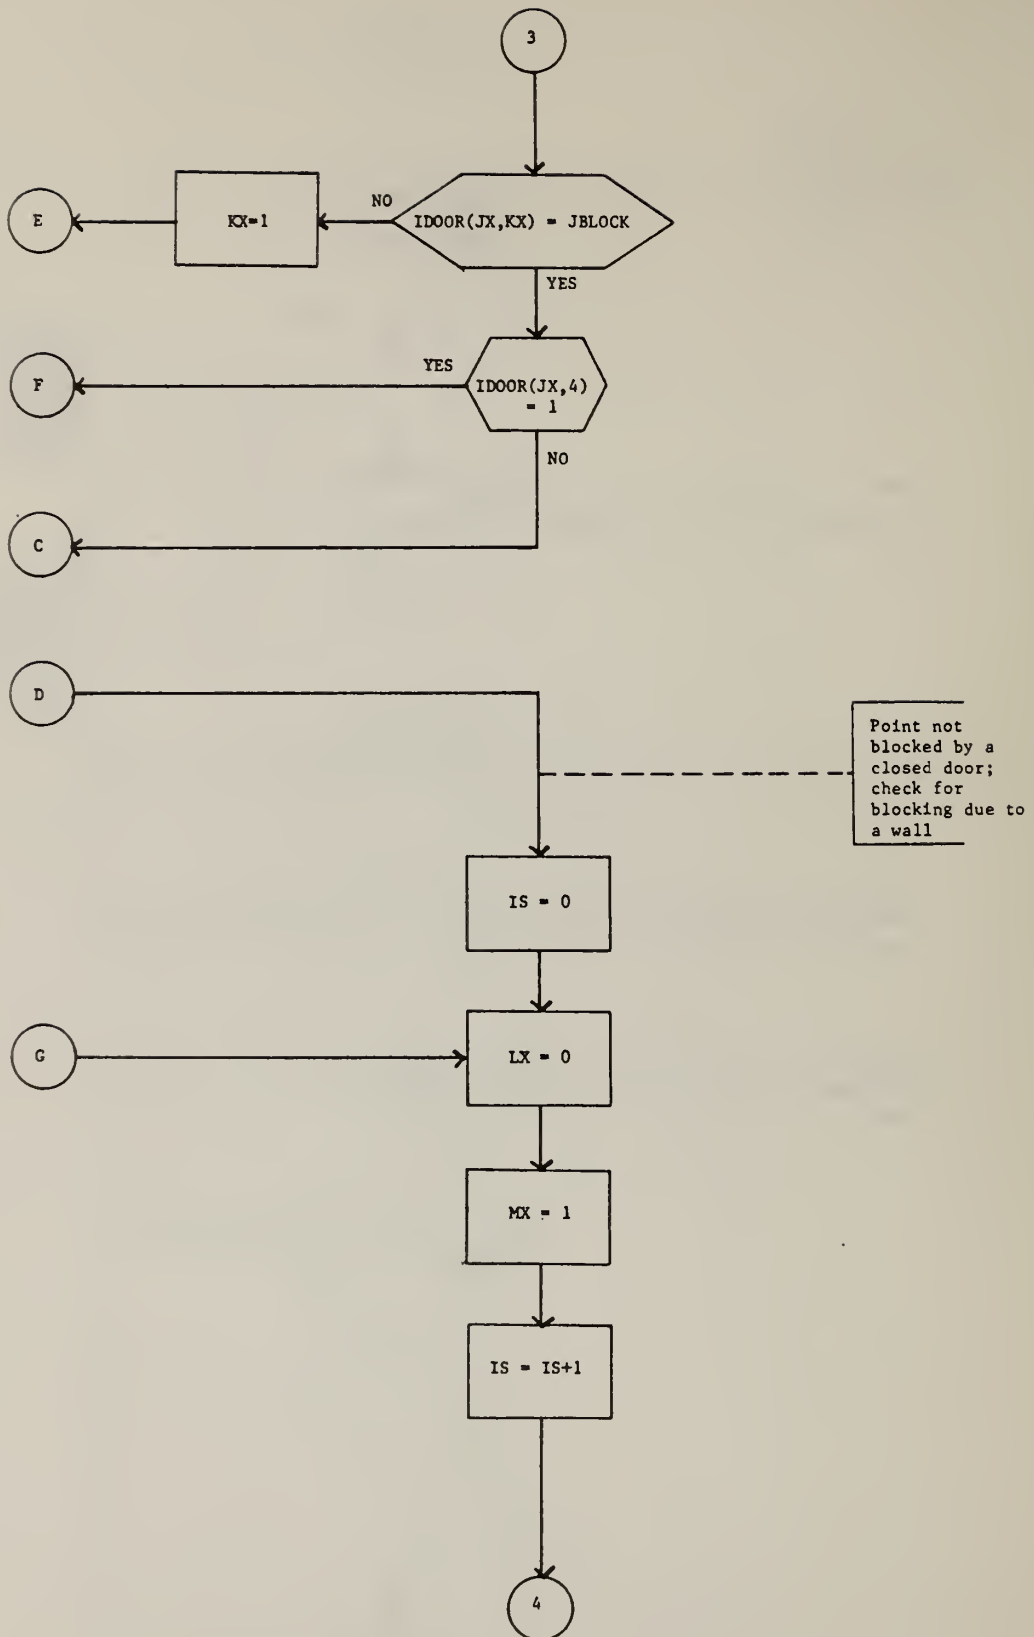 3
E
KX=1
NO
IDOOR(JX,KX) = JBLOCK
YES
F
YES
IDOOR(JX,4)
= 1
NO
C
D
Point not
blocked by a
closed door;
check for
blocking due to
a wall
IS = 0
G
LX = 0
MX = 1
IS = IS+1
4